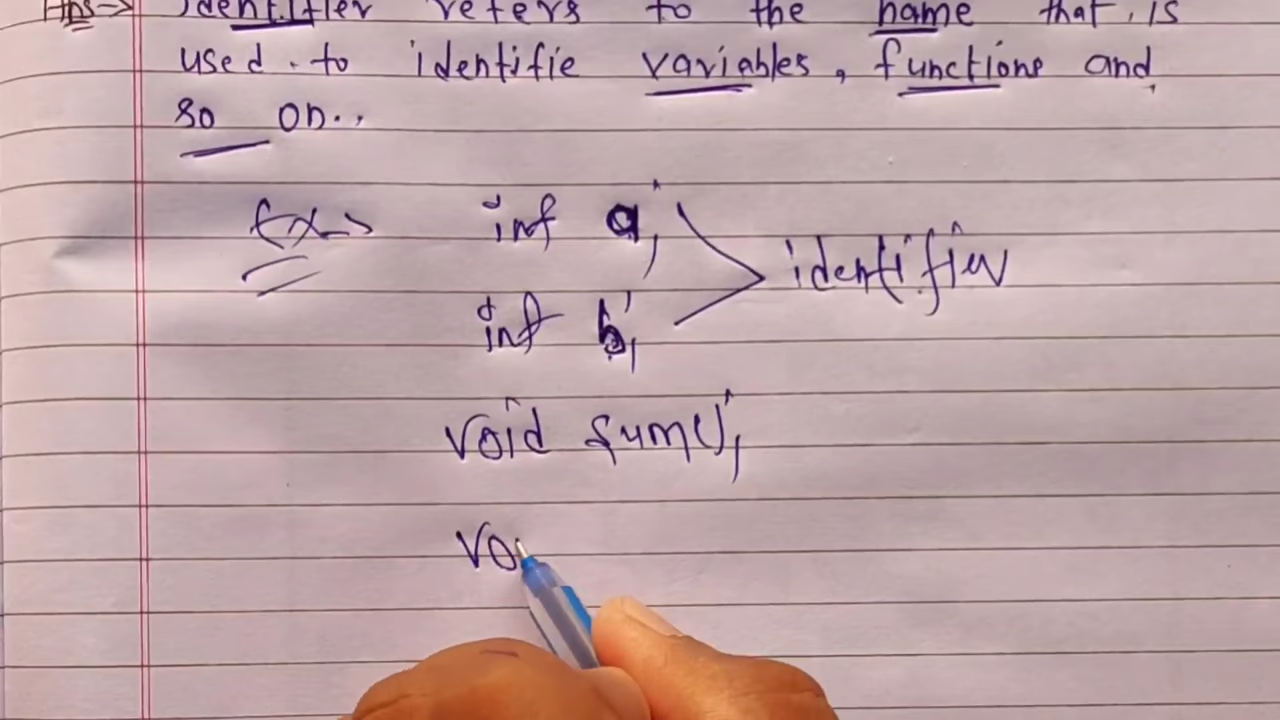 Ans-> identifier refers to the name that is
used to identifie variables, functions and
so on..
Ex-> int a;
int b;
identifier
void sum();
vo